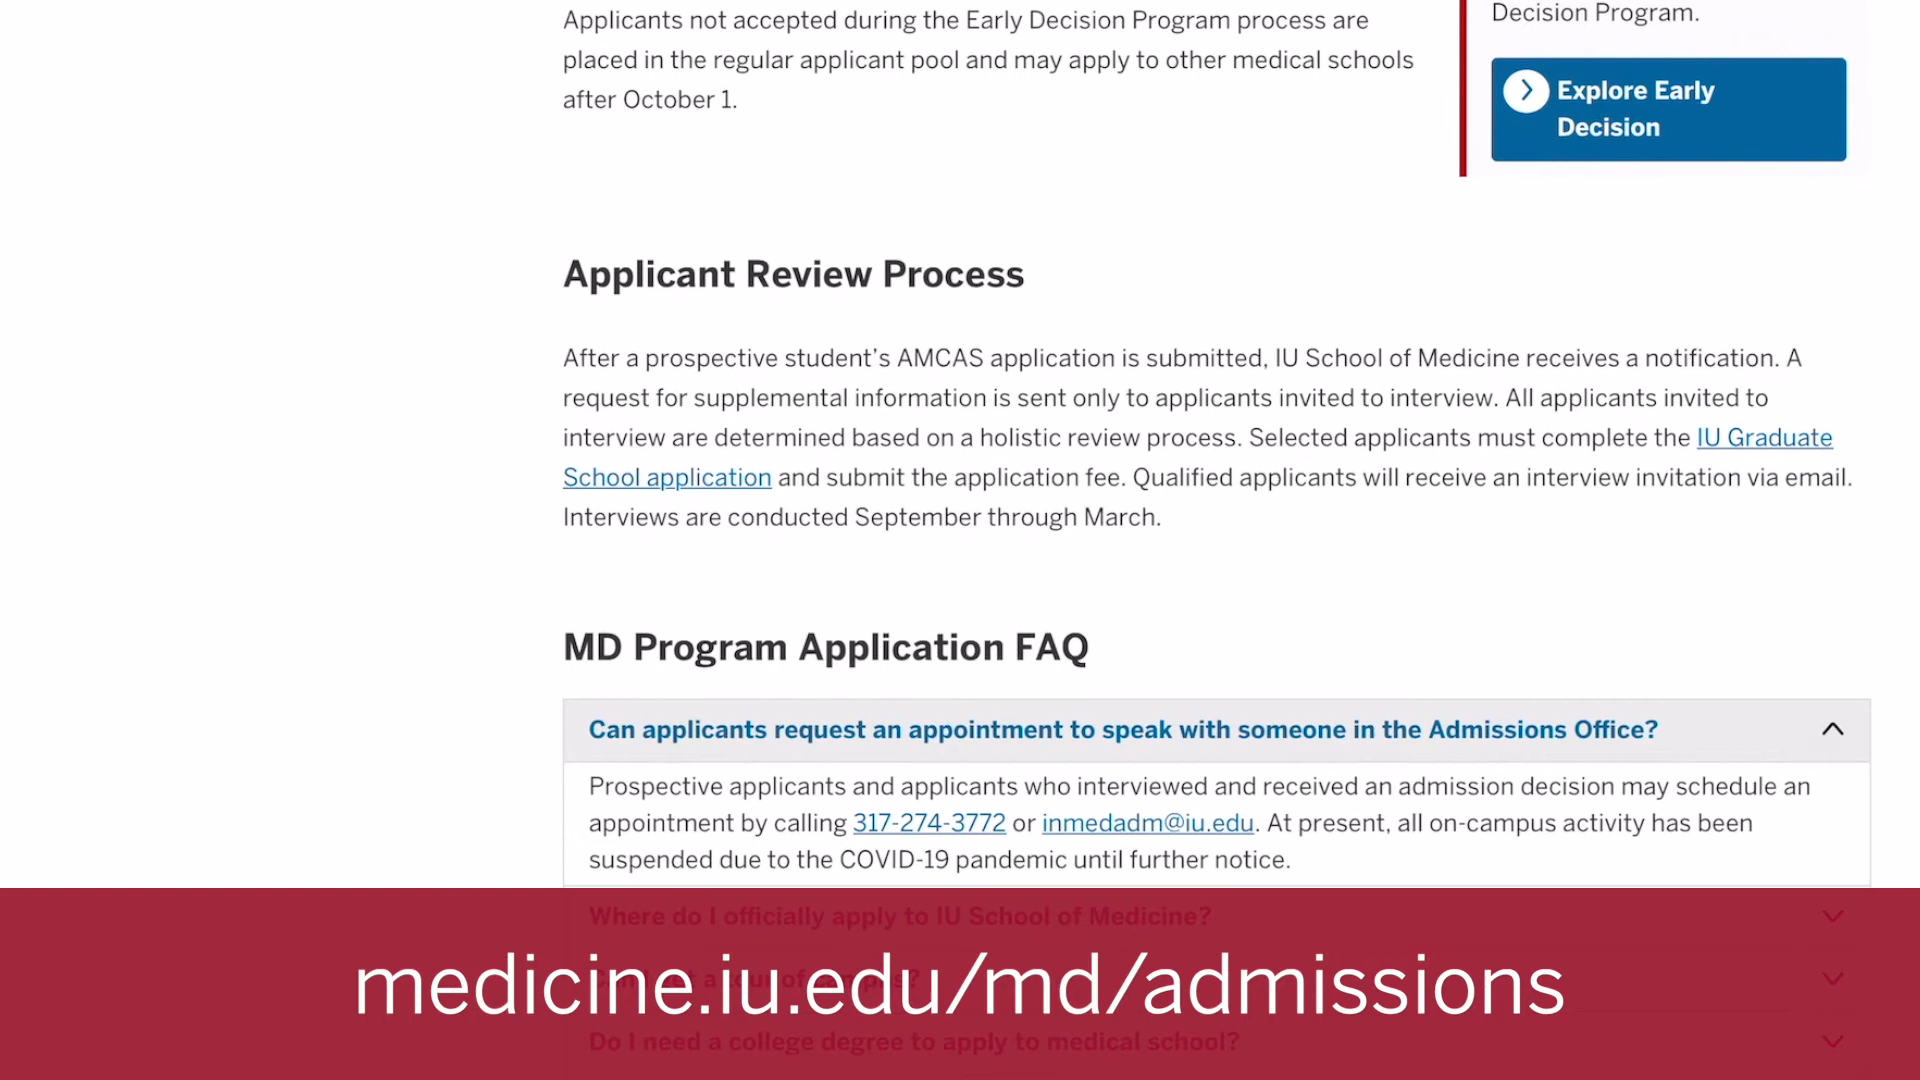 Applicants not accepted during the Early Decision Program process are
placed in the regular applicant pool and may apply to other medical schools
after October 1.
Decision Program.
Explore Early
Decision
Applicant Review Process
After a prospective student’s AMCAS application is submitted, IU School of Medicine receives a notification. A
request for supplemental information is sent only to applicants invited to interview. All applicants invited to
interview are determined based on a holistic review process. Selected applicants must complete the IU Graduate
School application and submit the application fee. Qualified applicants will receive an interview invitation via email.
Interviews are conducted September through March.
MD Program Application FAQ
Can applicants request an appointment to speak with someone in the Admissions Office?
Prospective applicants and applicants who interviewed and received an admission decision may schedule an
appointment by calling 317-274-3772 or inmedadm@iu.edu. At present, all on-campus activity has been
suspended due to the COVID-19 pandemic until further notice.
Where do I officially apply to IU School of Medicine?
medicine.iu.edu/md/admissions
Do I need a college degree to apply to medical school?